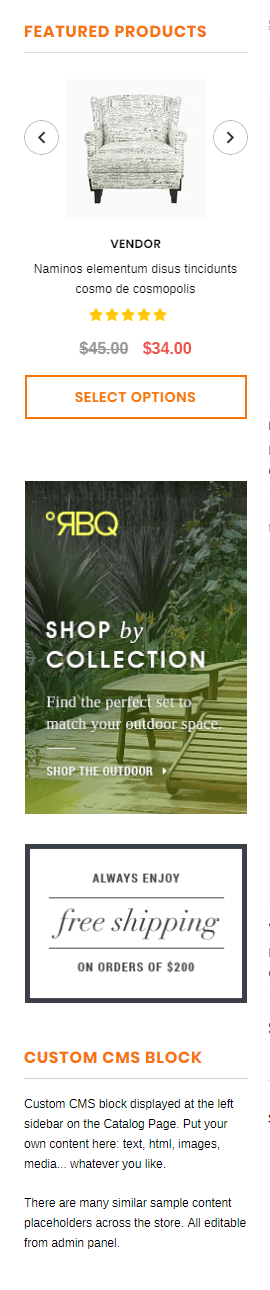 FEATURED PRODUCTS
VENDOR
Naminos elementum disus tincidunts
cosmo de cosmopolis
$45.00 $34.00
SELECT OPTIONS
°ЯBQ
SHOP by
COLLECTION
Find the perfect set to
match your outdoor space.
SHOP THE OUTDOOR
ALWAYS ENJOY
free shipping
ON ORDERS OF $200
CUSTOM CMS BLOCK
Custom CMS block displayed at the left
sidebar on the Catalog Page. Put your
own content here: text, html, images,
media... whatever you like.
There are many similar sample content
placeholders across the store. All editable
from admin panel.